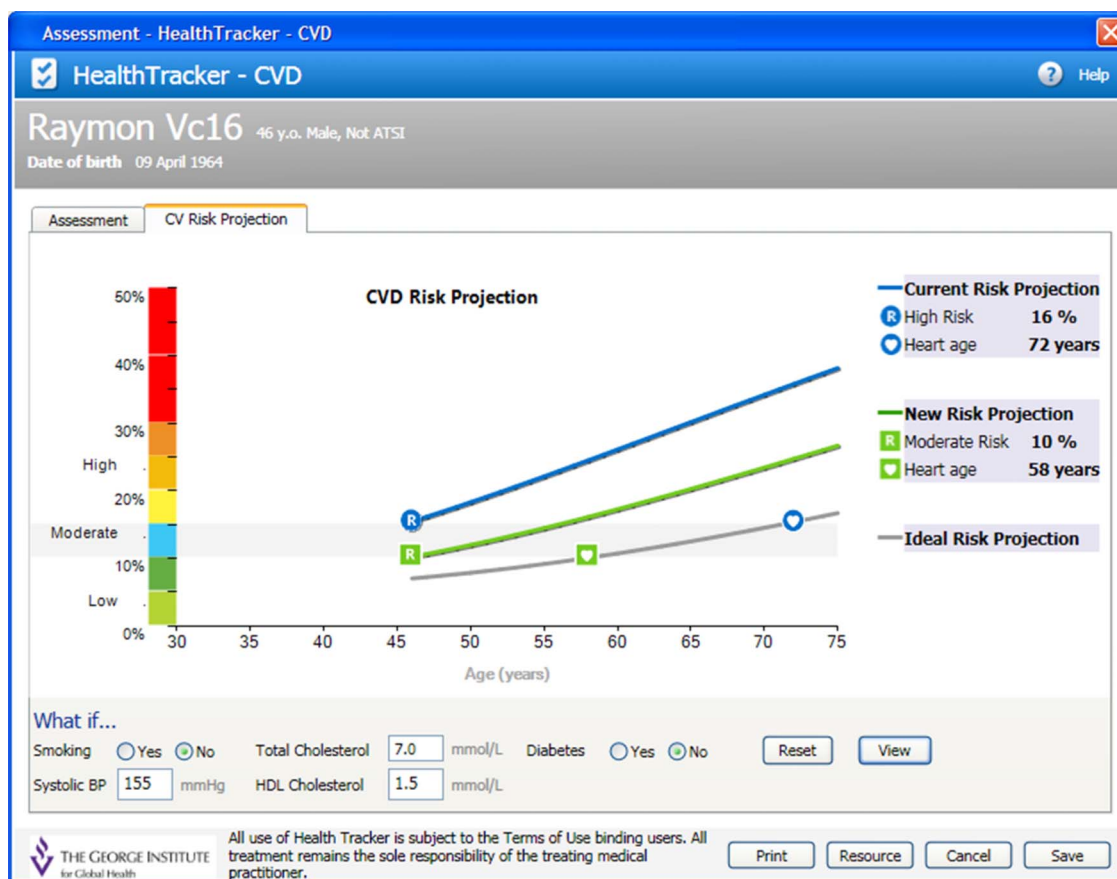 Assessment - HealthTracker - CVD
HealthTracker - CVD
? Help
Raymon Vc16 46 y.o. Male, Not ATSI
Date of birth 09 April 1964
Assessment
CV Risk Projection
CVD Risk Projection
50%
40%
30%
High
20%
Moderate
10%
Low
0%
30 35 40 45 50 55 60 65 70 75
Age (years)
R
R
Current Risk Projection
R High Risk 16 %
Heart age 72 years
New Risk Projection
R Moderate Risk 10 %
Heart age 58 years
Ideal Risk Projection
What if...
Smoking Yes No Total Cholesterol 7.0 mmol/L Diabetes Yes No Reset View
Systolic BP 155 mmHg HDL Cholesterol 1.5 mmol/L
THE GEORGE INSTITUTE
for Global Health
All use of Health Tracker is subject to the Terms of Use binding users. All
treatment remains the sole responsibility of the treating medical
practitioner.
Print Resource Cancel Save